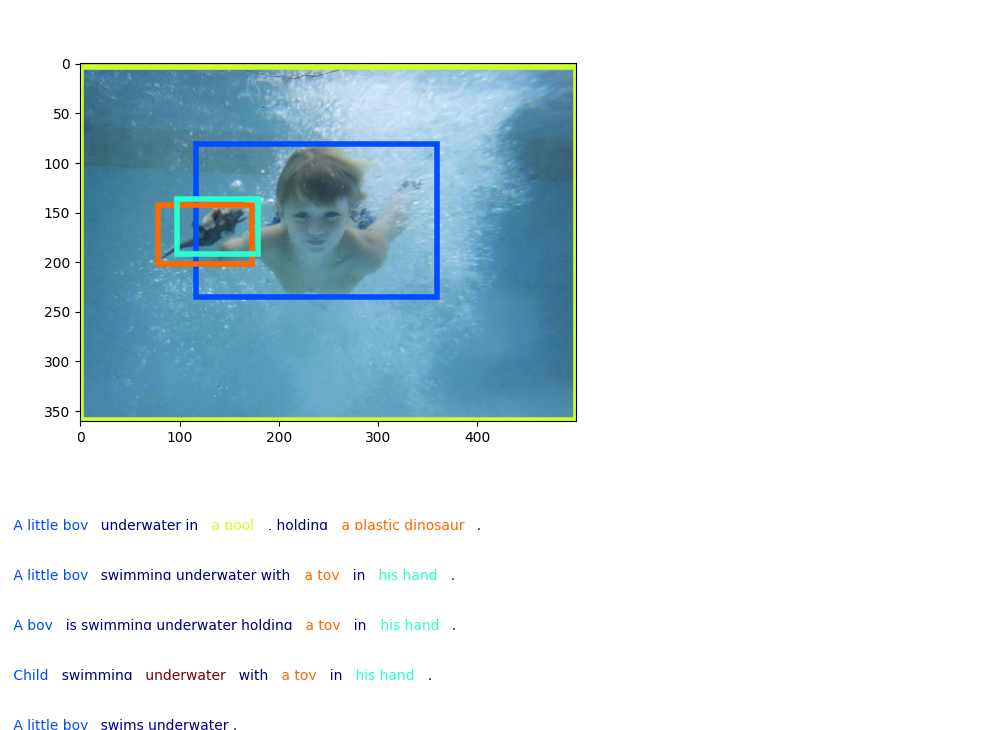 0
50
100
150
200
250
300
350
0 100 200 300 400
A little boy underwater in a pool , holding a plastic dinosaur .
A little boy swimming underwater with a toy in his hand .
A boy is swimming underwater holding a toy in his hand .
Child swimming underwater with a toy in his hand .
A little boy swims underwater .